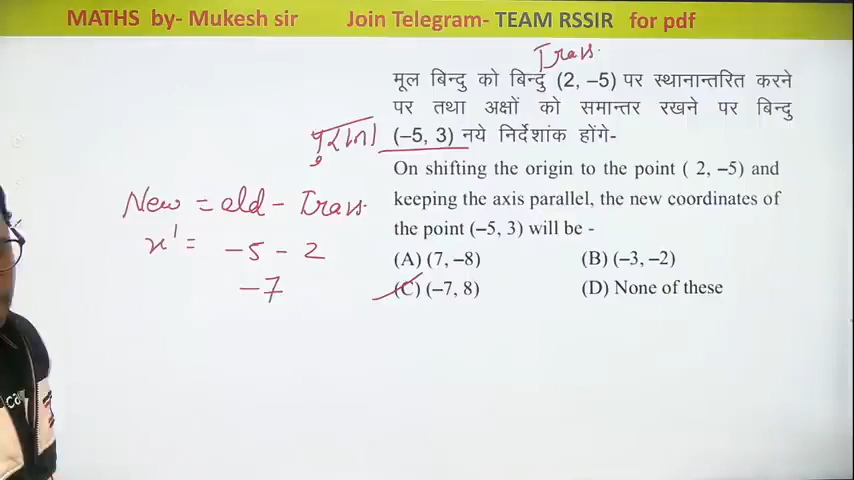 MATHS by- Mukesh sir Join Telegram- TEAM RSSIR for pdf
Trans.
मूल बिन्दु को बिन्दु (2, –5) पर स्थानान्तरित करने
पर तथा अक्षों को समान्तर रखने पर बिन्दु
पुराना (–5, 3) नये निर्देशांक होंगे-
On shifting the origin to the point ( 2, –5) and
keeping the axis parallel, the new coordinates of
the point (–5, 3) will be -
(A) (7, –8) (B) (–3, –2)
(C) (–7, 8) (D) None of these
New = old - Trans.
x' = -5 - 2
-7